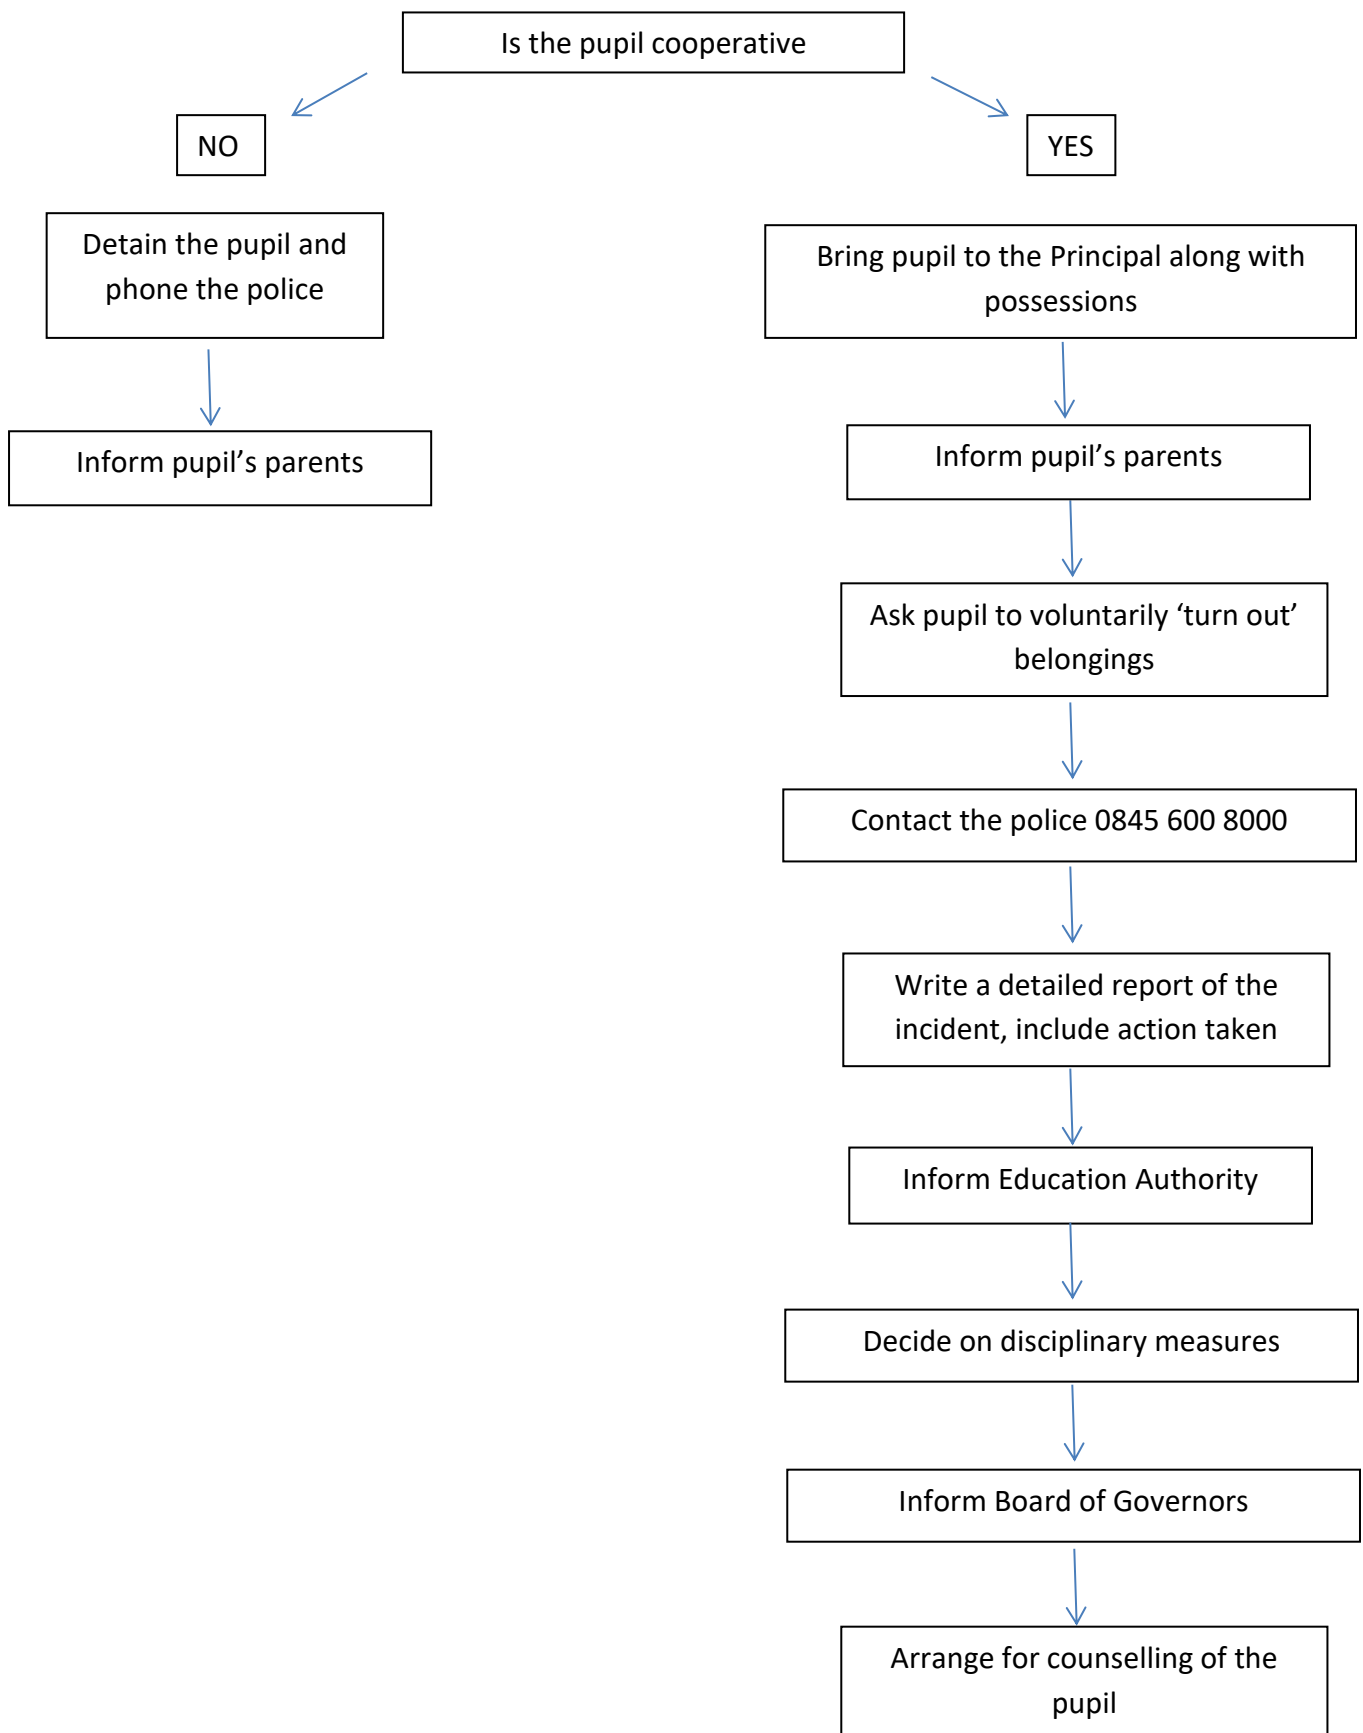 Is the pupil cooperative
NO
YES
Detain the pupil and
phone the police
Bring pupil to the Principal along with
possessions
Inform pupil’s parents
Inform pupil’s parents
Ask pupil to voluntarily ‘turn out’
belongings
Contact the police 0845 600 8000
Write a detailed report of the
incident, include action taken
Inform Education Authority
Decide on disciplinary measures
Inform Board of Governors
Arrange for counselling of the
pupil